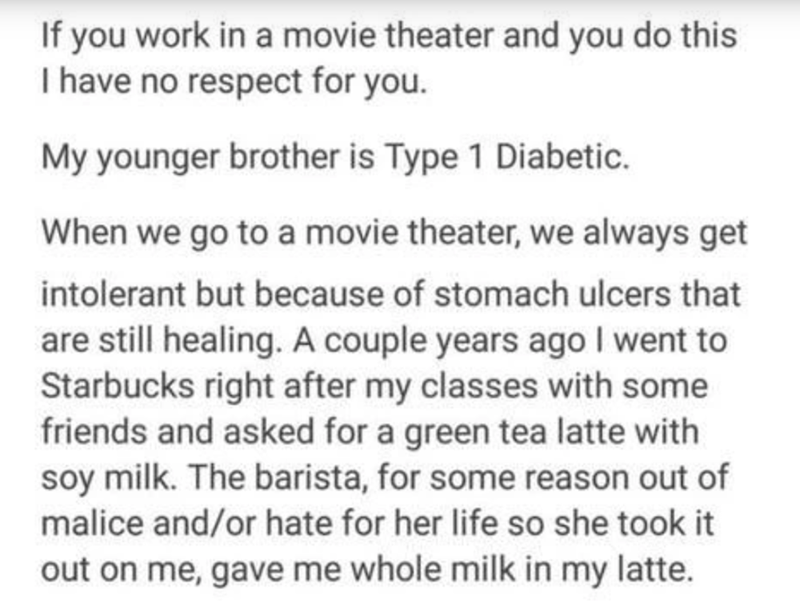 If you work in a movie theater and you do this
I have no respect for you.
My younger brother is Type 1 Diabetic.
When we go to a movie theater, we always get
intolerant but because of stomach ulcers that
are still healing. A couple years ago I went to
Starbucks right after my classes with some
friends and asked for a green tea latte with
soy milk. The barista, for some reason out of
malice and/or hate for her life so she took it
out on me, gave me whole milk in my latte.